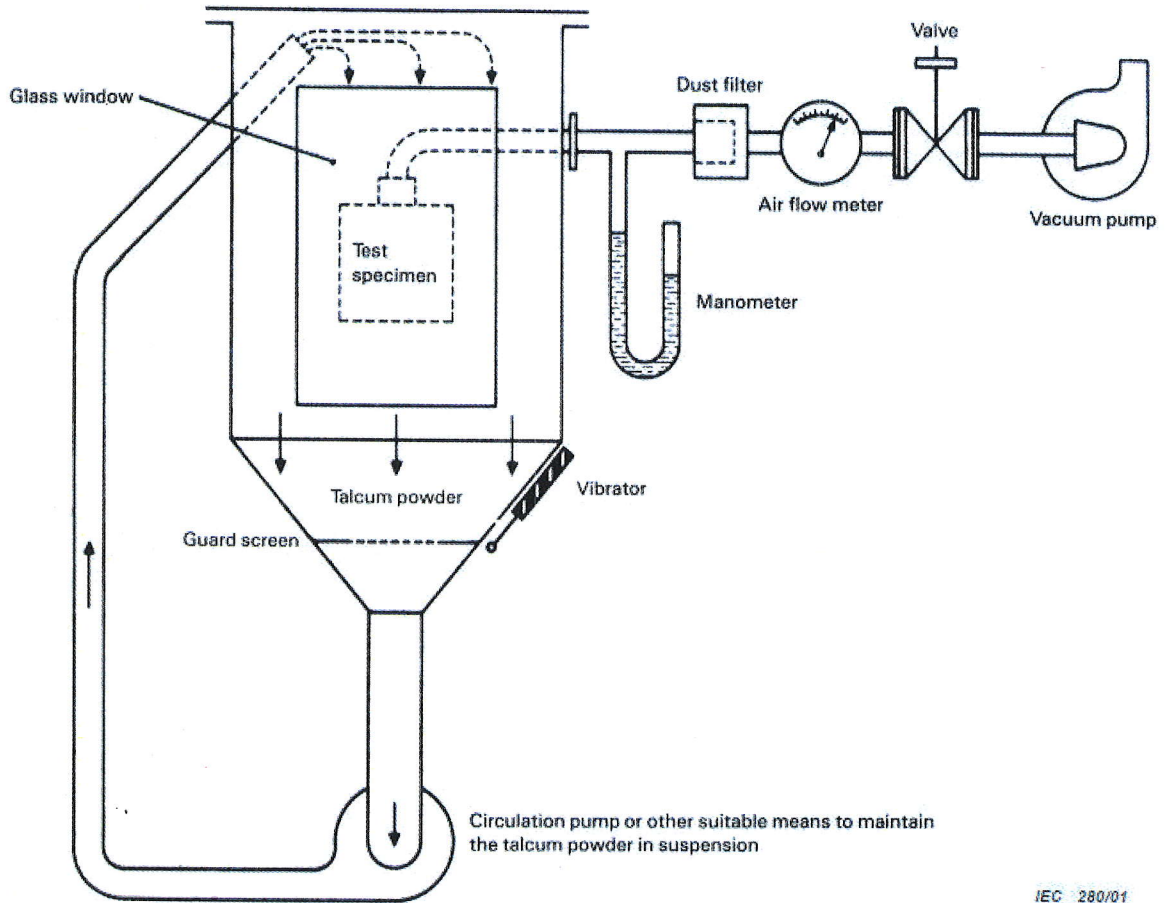 Valve
Glass window
Dust filter
Air flow meter
Vacuum pump
Test
specimen
Manometer
Talcum powder
Vibrator
Guard screen
Circulation pump or other suitable means to maintain
the talcum powder in suspension
IEC 280/01